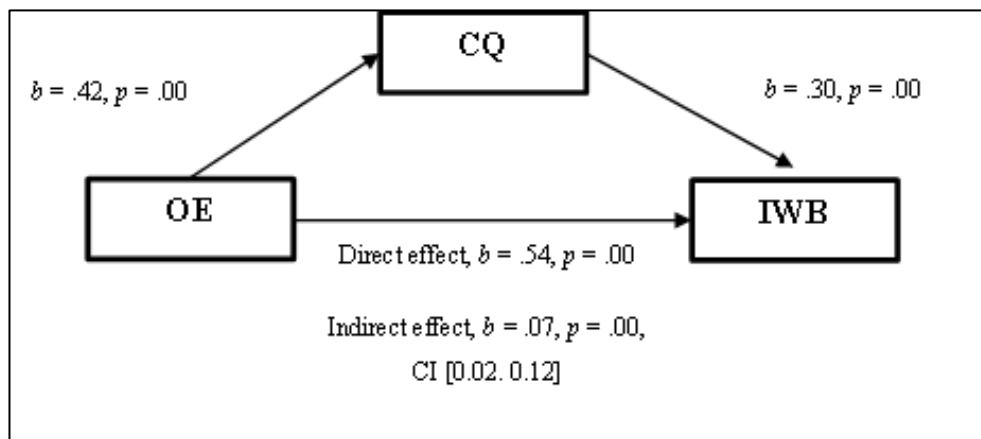 CQ
b = .42, p = .00
b = .30, p = .00
OE
IWB
Direct effect, b = .54, p = .00
Indirect effect, b = .07, p = .00,
CI [0.02. 0.12]